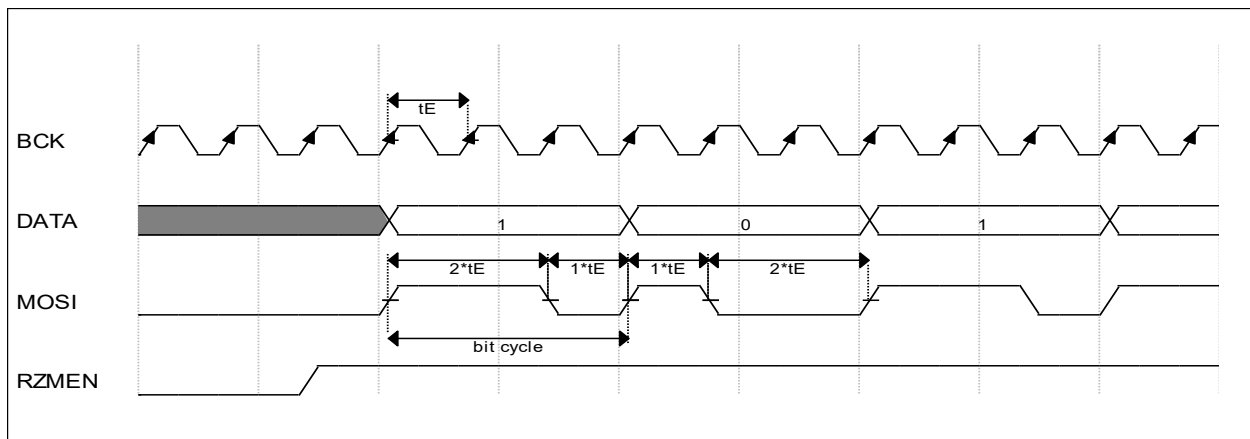 tE
BCK
DATA
1 0 1
2*tE 1*tE 1*tE 2*tE
MOSI
bit cycle
RZMEN